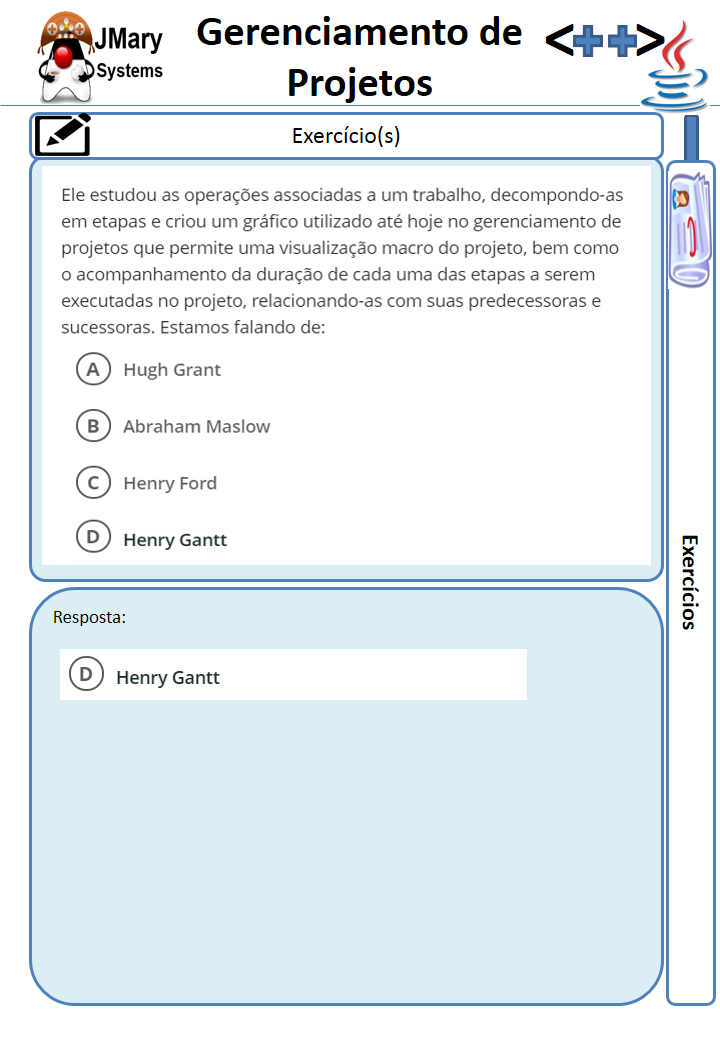 JMary
Systems
Gerenciamento de
Projetos
<++>
Exercício(s)
Ele estudou as operações associadas a um trabalho, decompondo-as
em etapas e criou um gráfico utilizado até hoje no gerenciamento de
projetos que permite uma visualização macro do projeto, bem como
o acompanhamento da duração de cada uma das etapas a serem
executadas no projeto, relacionando-as com suas predecessoras e
sucessoras. Estamos falando de:
A Hugh Grant
B Abraham Maslow
C Henry Ford
D Henry Gantt
Resposta:
D Henry Gantt
Exercícios